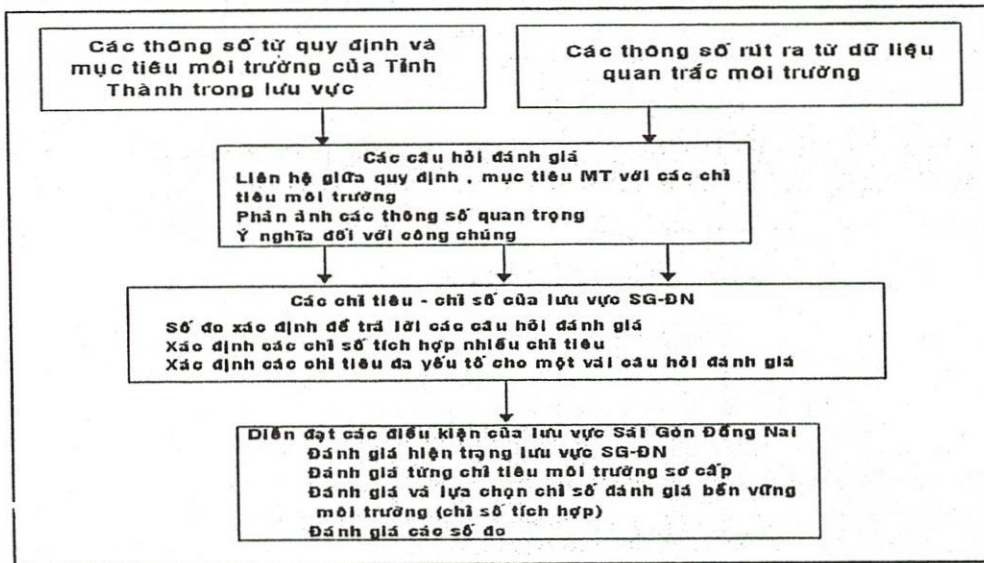 Các thông số từ quy định và
mục tiêu môi trường của Tỉnh
Thành trong lưu vực
Các thông số rút ra từ dữ liệu
quan trắc môi trường
Các câu hỏi đánh giá
Liên hệ giữa quy định , mục tiêu MT với các chỉ
tiêu môi trường
Phản ảnh các thông số quan trọng
Ý nghĩa đối với công chúng
Các chỉ tiêu - chỉ số của lưu vực SG-ĐN
Số đo xác định để trả lời các câu hỏi đánh giá
Xác định các chỉ số tích hợp nhiều chỉ tiêu
Xác định các chỉ tiêu đa yếu tố cho một vài câu hỏi đánh giá
Diễn đạt các điều kiện của lưu vực Sài Gòn Đồng Nai
Đánh giá hiện trạng lưu vực SG-ĐN
Đánh giá từng chỉ tiêu môi trường sơ cấp
Đánh giá và lựa chọn chỉ số đánh giá bền vững
môi trường (chỉ số tích hợp)
Đánh giá các số đo